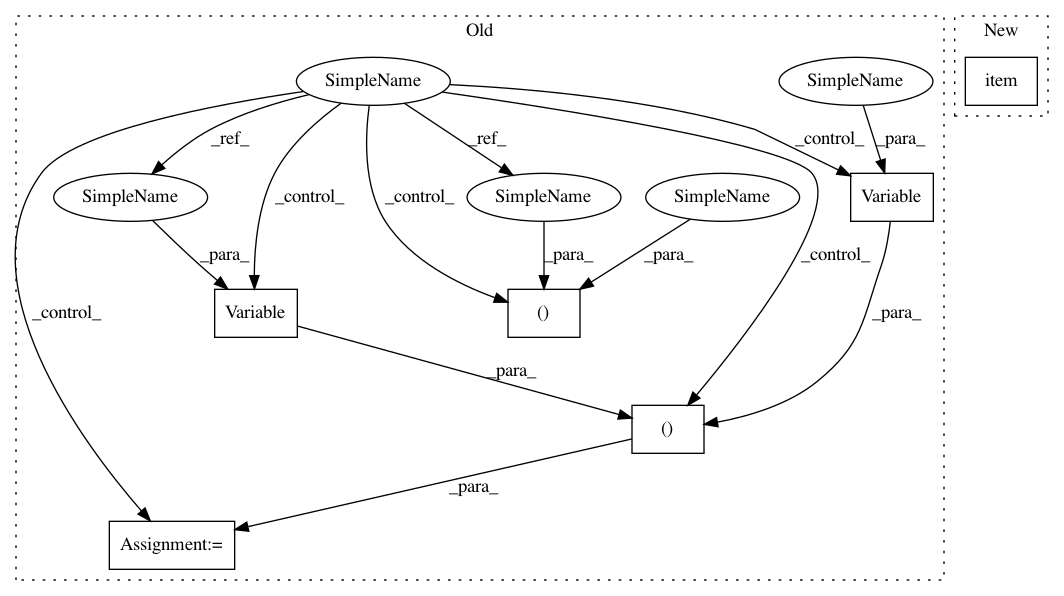 Old
New
SimpleName
SimpleName
item
_ref_
_ref_
_control_
_para_
SimpleName
_control_
_control_
SimpleName
SimpleName
Variable
_para_
_para_
_para_
_control_
_control_
Variable
()
_para_
_para_
()
_para_
Assignment:=